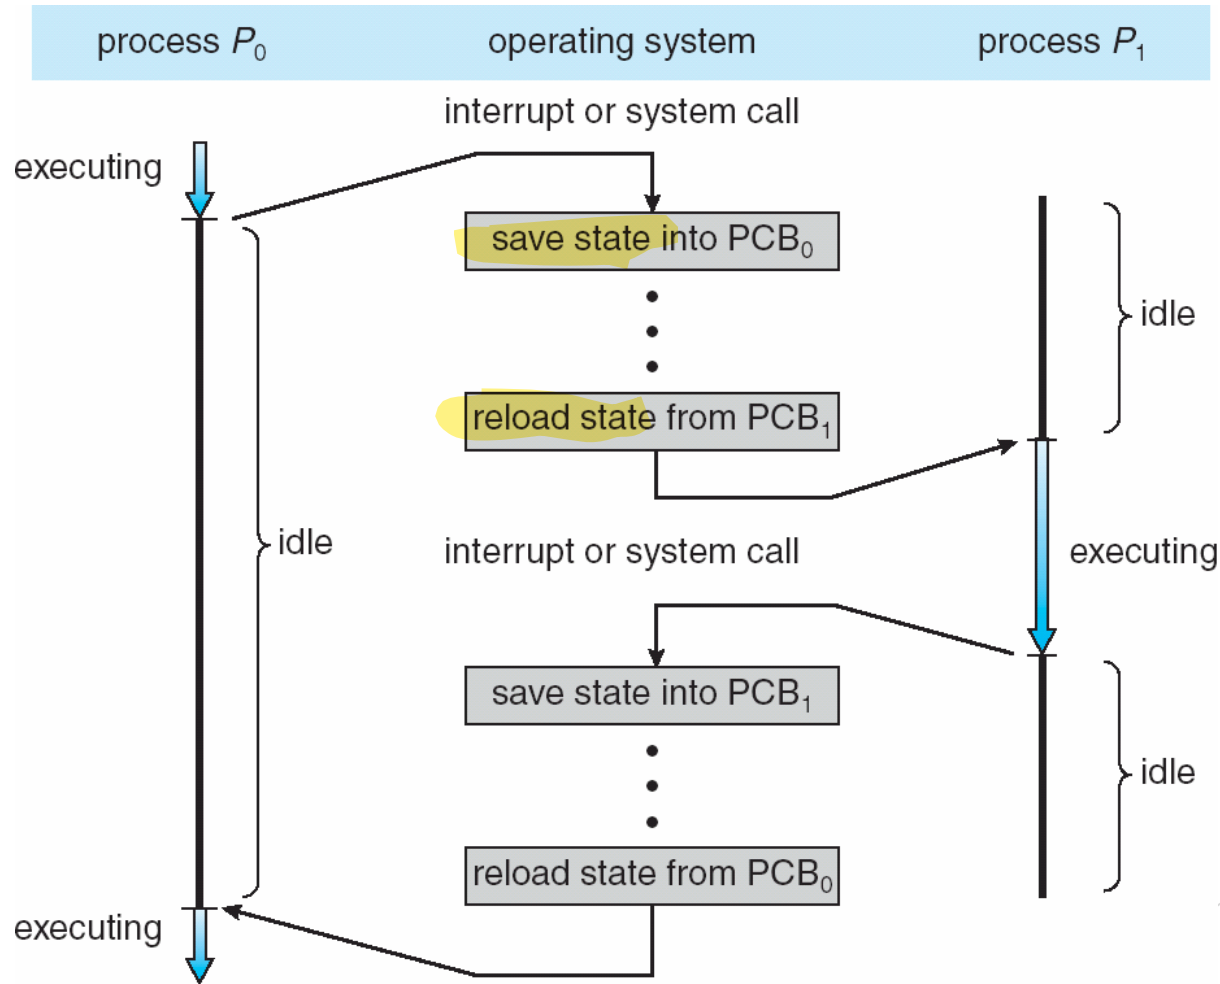 process P₀ operating system process P₁
interrupt or system call
executing
save state into PCB₀
idle
reload state from PCB₁
idle
interrupt or system call
executing
save state into PCB₁
idle
reload state from PCB₀
executing